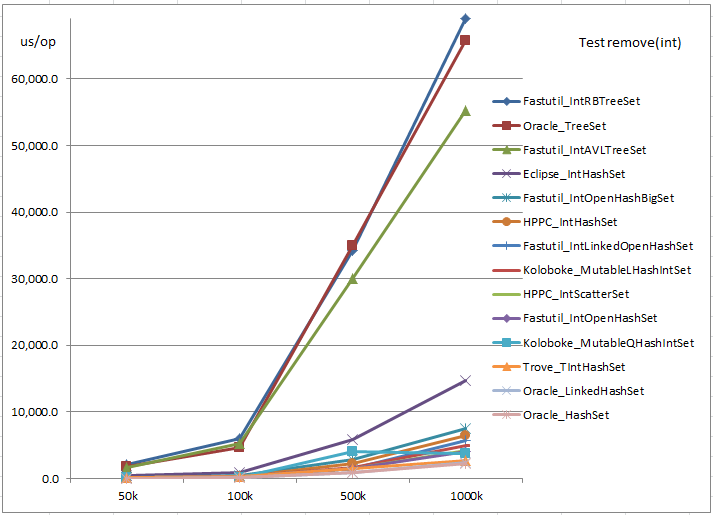 us/op
Test remove(int)
60,000.0
50,000.0
40,000.0
30,000.0
20,000.0
10,000.0
0.0
50k
100k
500k
1000k
Fastutil_IntRBTreeSet
Oracle_TreeSet
Fastutil_IntAVLTreeSet
Eclipse_IntHashSet
Fastutil_IntOpenHashBigSet
HPPC_IntHashSet
Fastutil_IntLinkedOpenHashSet
Koloboke_MutableLHashIntSet
HPPC_IntScatterSet
Fastutil_IntOpenHashSet
Koloboke_MutableQHashIntSet
Trove_TIntHashSet
Oracle_LinkedHashSet
Oracle_HashSet